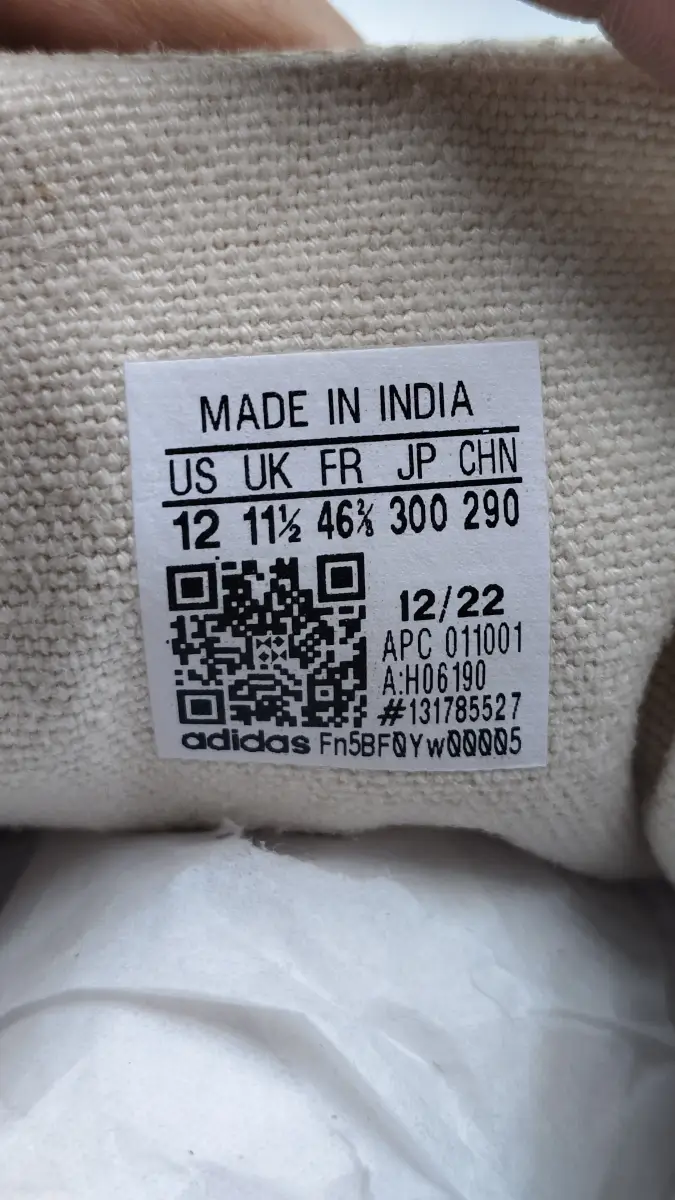 MADE IN INDIA
US UK FR JP CHN
12 11½ 46⅔ 300 290
12/22
APC 011001
A:H06190
#131785527
adidas Fn5BF0Yw00005